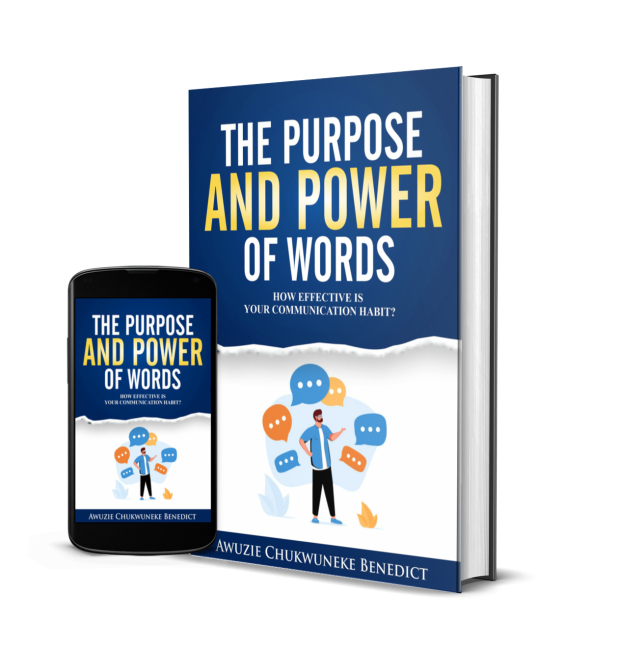 THE PURPOSE
AND POWER
OF WORDS
HOW EFFECTIVE IS
YOUR COMMUNICATION HABIT?
AWUZIE CHUKWUNEKE BENEDICT
THE PURPOSE
AND POWER
OF WORDS
HOW EFFECTIVE IS
YOUR COMMUNICATION HABIT?
AWUZIE CHUKWUNEKE BENEDICT